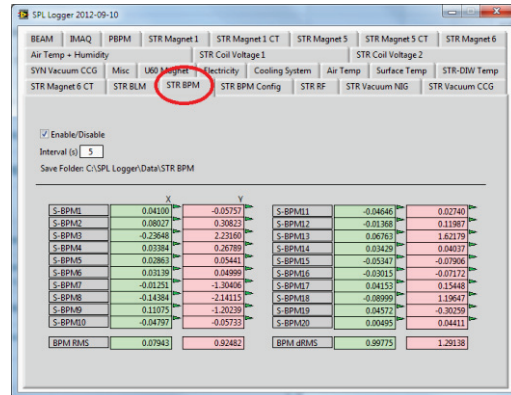 SPL Logger 2012-09-10
BEAM IMAQ PBPM STR Magnet 1 STR Magnet 1 CT STR Magnet 5 STR Magnet 5 CT STR Magnet 6
Air Temp + Humidity STR Coil Voltage 1 STR Coil Voltage 2
SYN Vacuum CCG Misc U60 Magnet Electricity Cooling System Air Temp Surface Temp STR-DIW Temp
STR Magnet 6 CT STR BLM STR BPM STR BPM Config STR RF STR Vacuum NIG STR Vacuum CCG
Enable/Disable
Interval (s) 5
Save Folder: C:\SPL Logger\Data\STR BPM
X Y
S-BPM1 0.04100 -0.05757 S-BPM11 -0.04646 0.02740
S-BPM2 0.08027 0.30823 S-BPM12 -0.01368 0.11987
S-BPM3 -0.23648 2.23160 S-BPM13 0.06763 1.62179
S-BPM4 0.03384 0.26789 S-BPM14 0.03429 0.04037
S-BPM5 0.02863 0.05441 S-BPM15 -0.05347 -0.07906
S-BPM6 0.03139 0.04999 S-BPM16 -0.03015 -0.07172
S-BPM7 -0.01251 -1.30406 S-BPM17 0.04153 0.15448
S-BPM8 -0.14384 -2.14115 S-BPM18 -0.08999 1.19647
S-BPM9 0.11075 -1.20239 S-BPM19 0.04572 -0.30259
S-BPM10 -0.04797 -0.05733 S-BPM20 0.00495 0.04411
BPM RMS 0.07943 0.92482 BPM dRMS 0.99775 1.29138